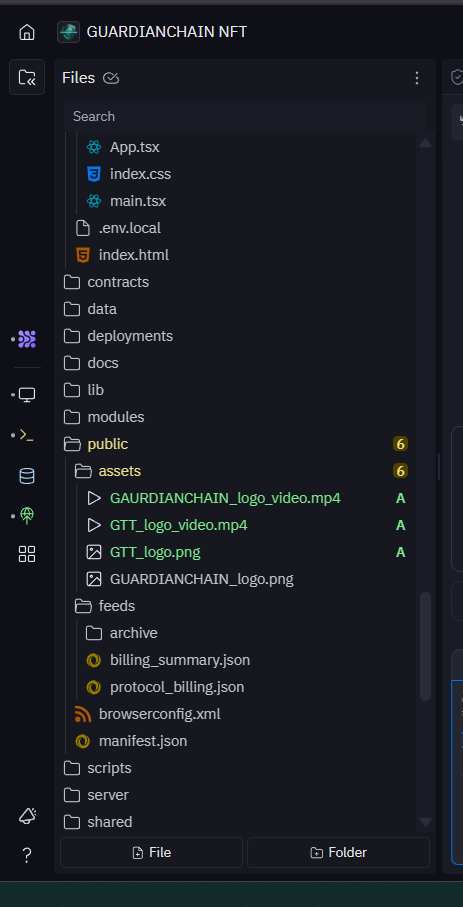 GUARDIANCHAIN NFT
Files
Search
App.tsx
index.css
main.tsx
.env.local
index.html
contracts
data
deployments
docs
lib
modules
public 6
assets 6
GAURDIANCHAIN_logo_video.mp4 A
GTT_logo_video.mp4 A
GTT_logo.png A
GUARDIANCHAIN_logo.png
feeds
archive
billing_summary.json
protocol_billing.json
browserconfig.xml
manifest.json
scripts
server
shared
File Folder
?